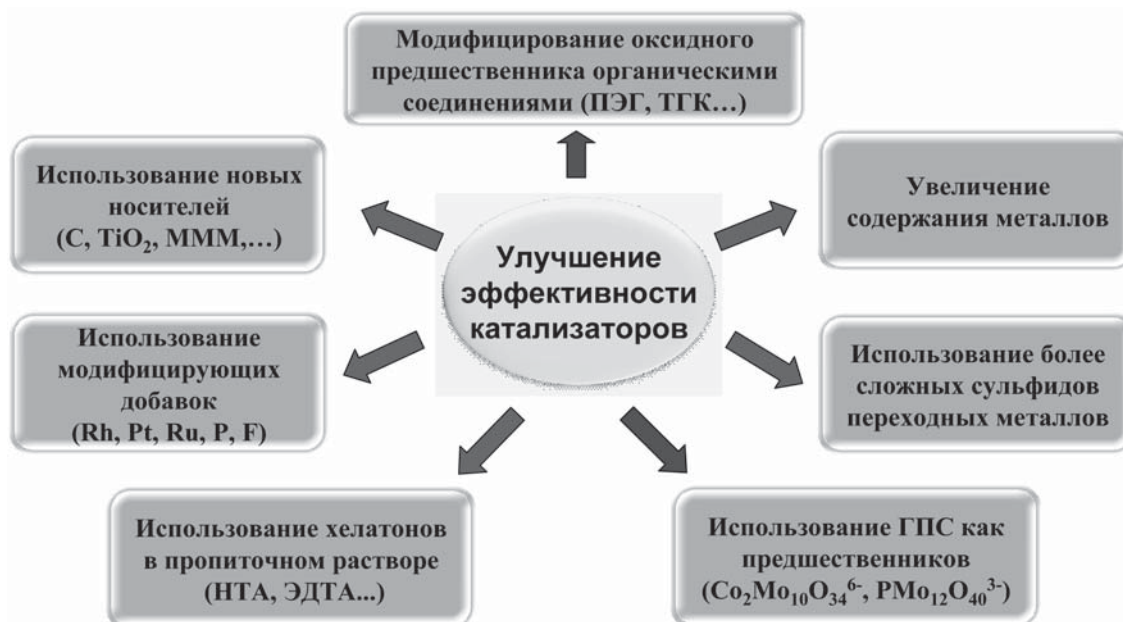 Модифицирование оксидного
предшественника органическими
соединениями (ПЭГ, ТГК...)
Использование новых
носителей
(C, TiO₂, МММ,...)
Увеличение
содержания металлов
Улучшение
эффективности
катализаторов
Использование
модифицирующих
добавок
(Rh, Pt, Ru, P, F)
Использование более
сложных сульфидов
переходных металлов
Использование хелатонов
в пропиточном растворе
(НТА, ЭДТА...)
Использование ГПС как
предшественников
(Co₂Mo₁₀O₃₄⁶⁻, PMo₁₂O₄₀³⁻)